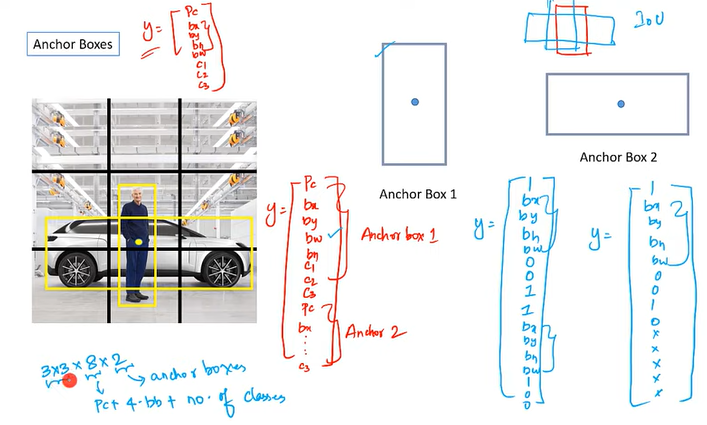 Anchor Boxes
y =
Pc
bx
by
bh
bw
C1
C2
C3
IoU
Anchor Box 1
Anchor Box 2
y =
Pc
bx
by
bw
bh
C1
C2
C3
Pc
bx
⋮
C3
Anchor box 1
Anchor 2
y =
1
bx
by
bh
bw
0
0
1
1
bx
by
bh
bw
1
0
0
y =
1
bx
by
bh
bw
0
0
1
0
x
x
x
x
x
3x3 x 8 x 2
anchor boxes
Pc + 4·bb + no· of classes